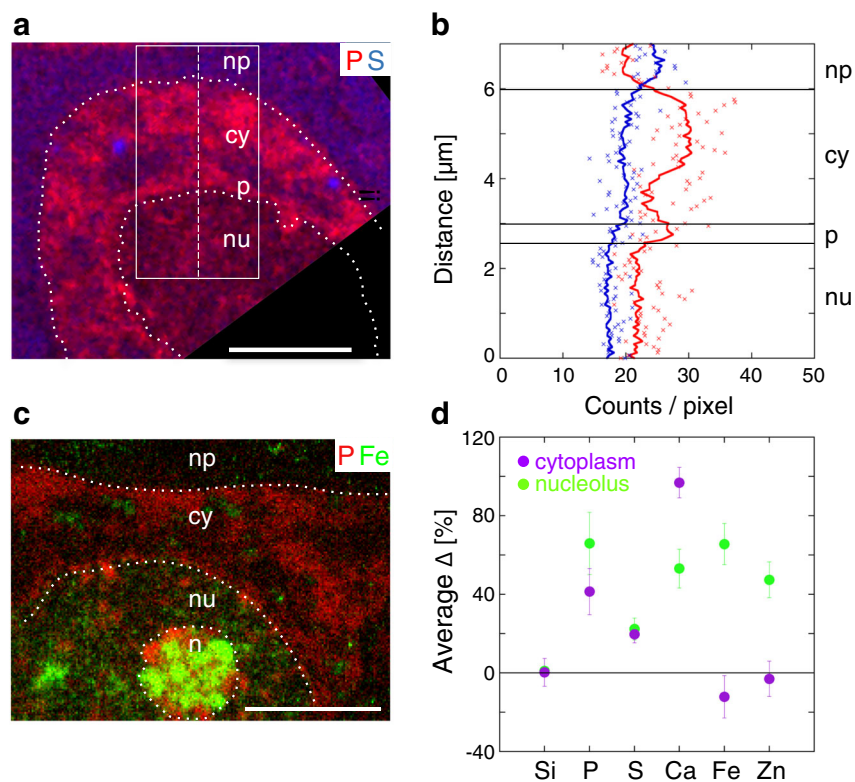 a
P S
np
cy
p
nu
b
Distance [µm]
6
4
2
0
0 10 20 30 40 50
Counts / pixel
np
cy
p
nu
c
P Fe
np
cy
nu
n
d
Average Δ [%]
120
80
40
0
-40
cytoplasm
nucleolus
Si P S Ca Fe Zn